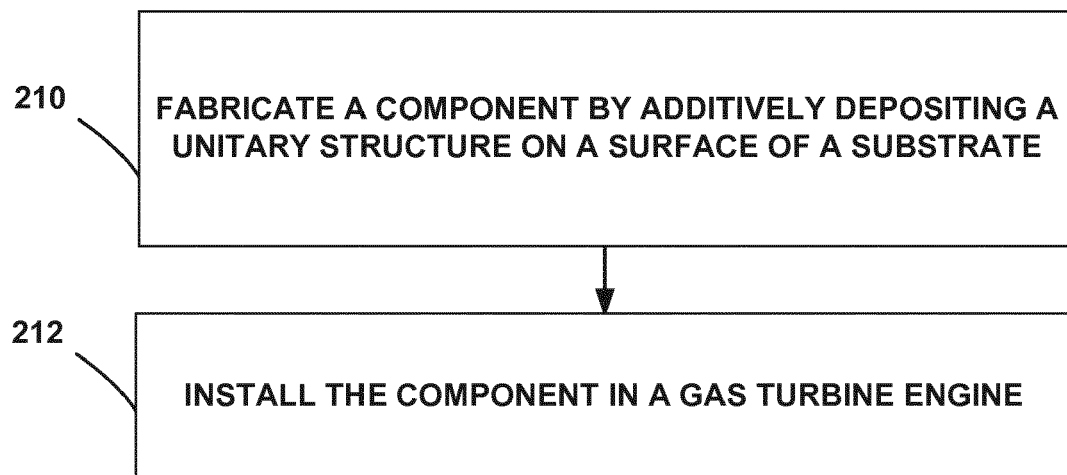 210
FABRICATE A COMPONENT BY ADDITIVELY DEPOSITING A
UNITARY STRUCTURE ON A SURFACE OF A SUBSTRATE
212
INSTALL THE COMPONENT IN A GAS TURBINE ENGINE